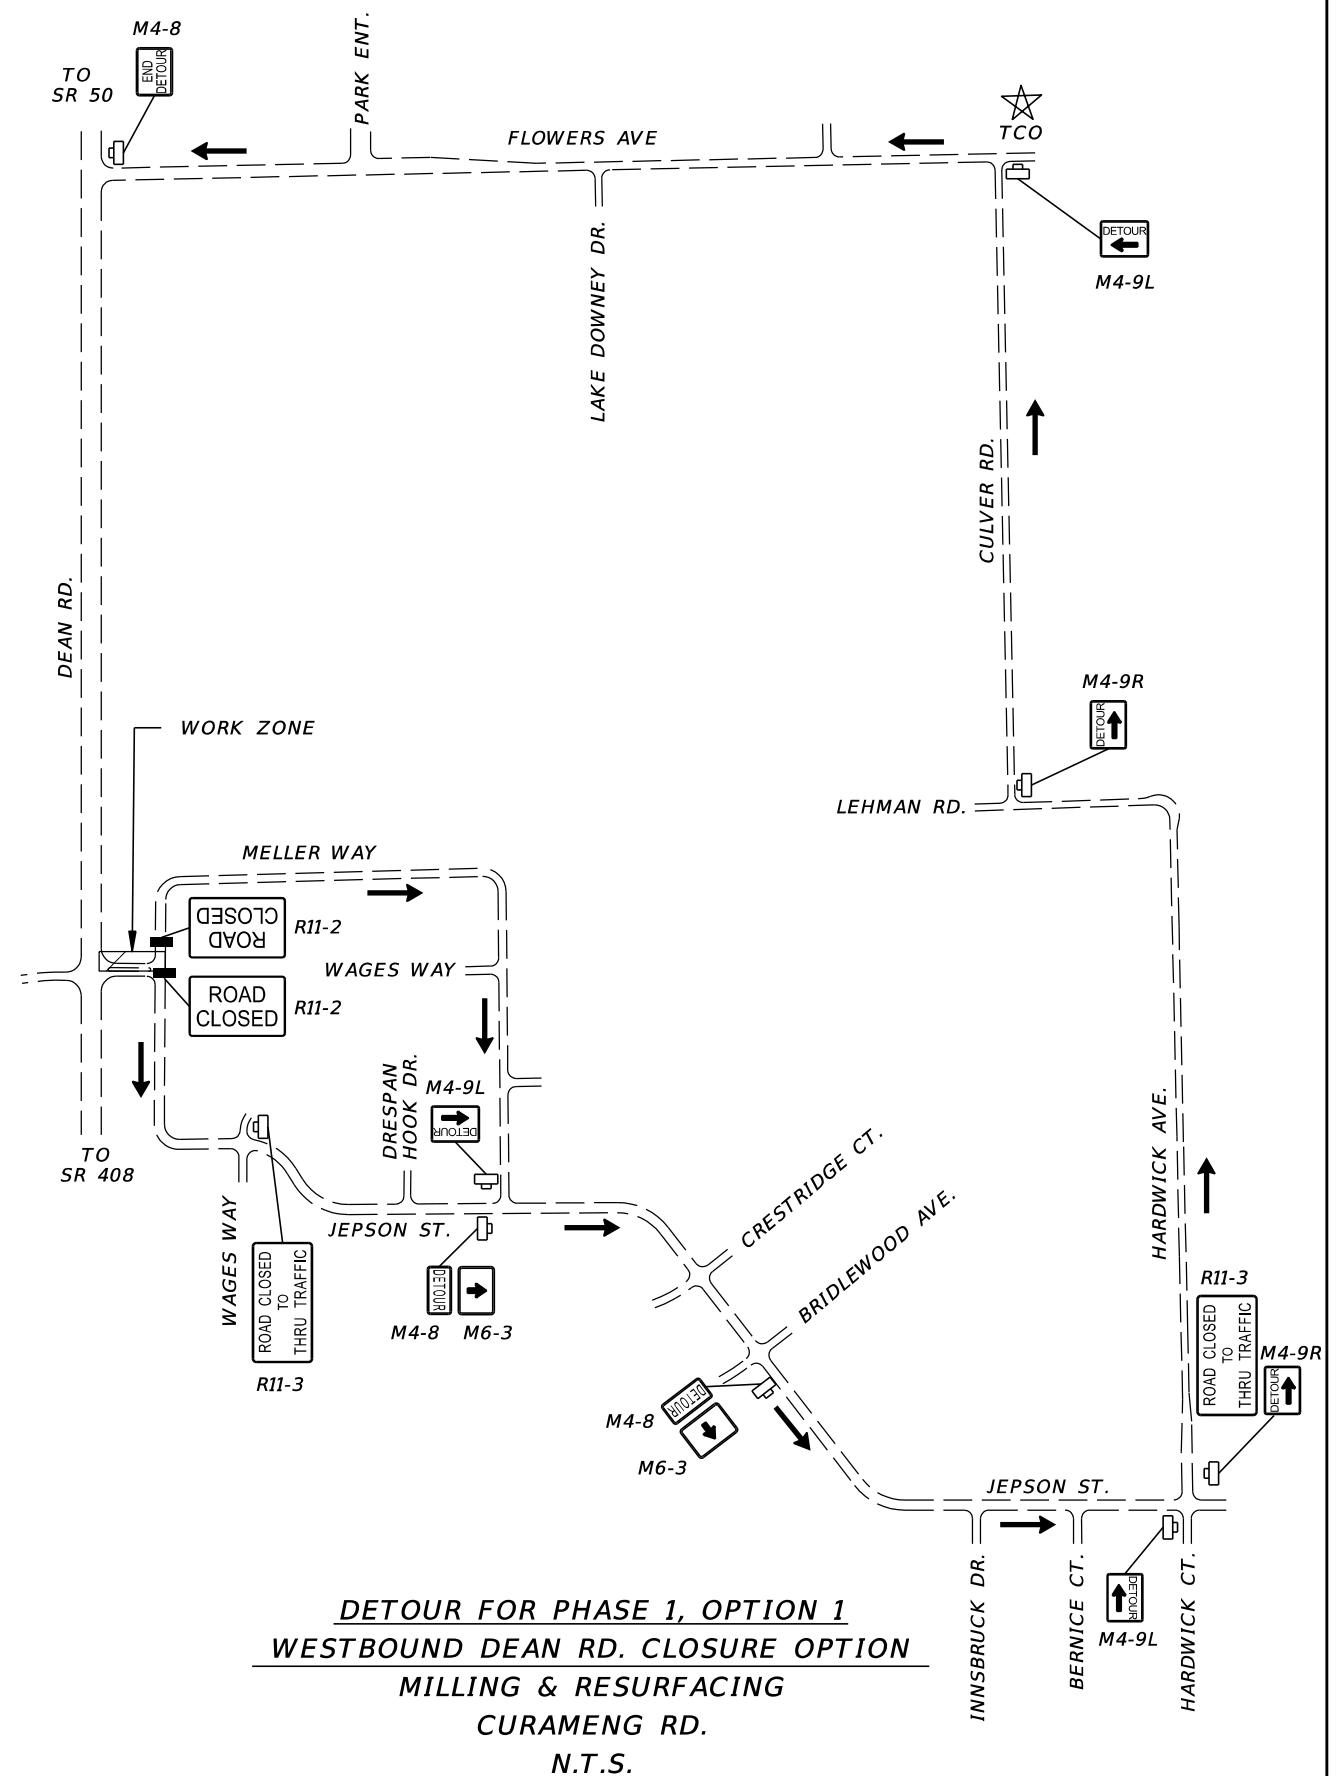 M4-8
END
DETOUR
TO
SR 50
PARK ENT.
FLOWERS AVE
TCO
DETOUR
M4-9L
LAKE DOWNEY DR.
CULVER RD.
DEAN RD.
M4-9R
DETOUR
WORK ZONE
LEHMAN RD.
MELLER WAY
ROAD
CLOSED
R11-2
WAGES WAY
ROAD
CLOSED
R11-2
DRESPAN
HOOK DR.
M4-9L
DETOUR
TO
SR 408
WAGES WAY
JEPSON ST.
ROAD CLOSED
TO
THRU TRAFFIC
R11-3
DETOUR
M4-8
M6-3
CRESTRIDGE CT.
BRIDLEWOOD AVE.
HARDWICK AVE.
R11-3
ROAD CLOSED
TO
THRU TRAFFIC
M4-9R
DETOUR
DETOUR
M4-8
M6-3
JEPSON ST.
INNSBRUCK DR.
BERNICE CT.
DETOUR
M4-9L
HARDWICK CT.
DETOUR FOR PHASE 1, OPTION 1
WESTBOUND DEAN RD. CLOSURE OPTION
MILLING & RESURFACING
CURAMENG RD.
N.T.S.